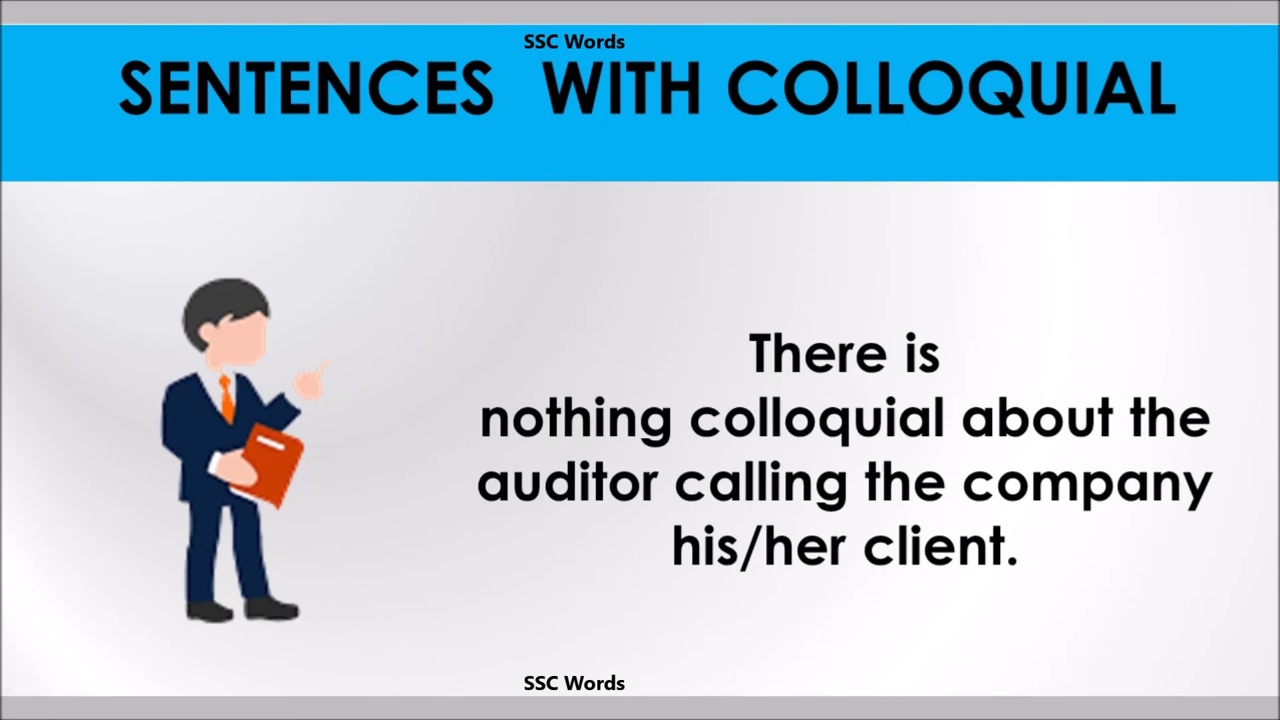 SSC Words
SENTENCES WITH COLLOQUIAL
There is
nothing colloquial about the
auditor calling the company
his/her client.
SSC Words